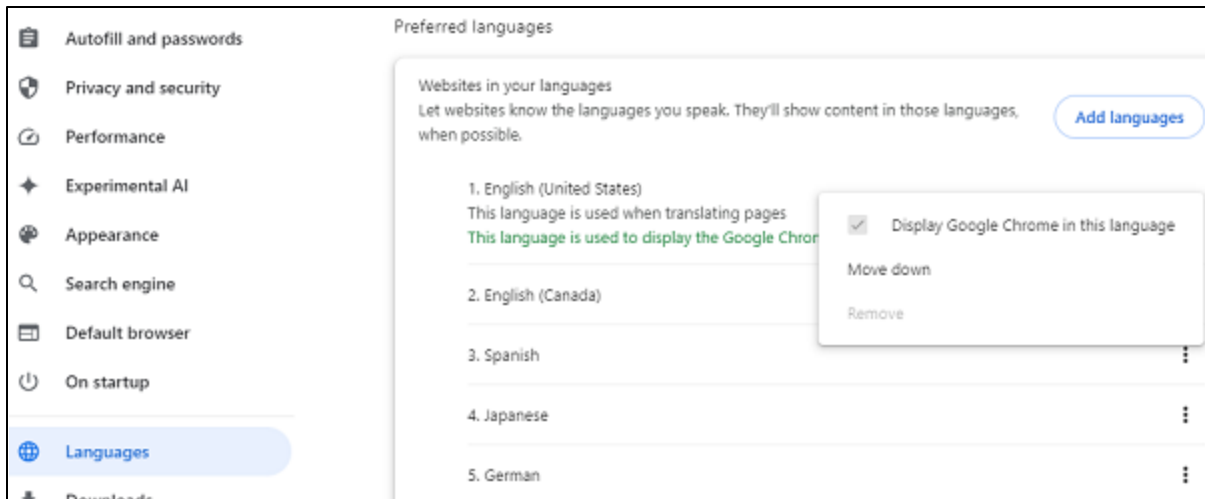 Autofill and passwords
Privacy and security
Performance
Experimental AI
Appearance
Search engine
Default browser
On startup
Languages
Downloads
Preferred languages
Websites in your languages
Let websites know the languages you speak. They'll show content in those languages,
when possible.
Add languages
1. English (United States)
This language is used when translating pages
This language is used to display the Google Chrom
Display Google Chrome in this language
Move down
Remove
2. English (Canada)
3. Spanish
4. Japanese
5. German